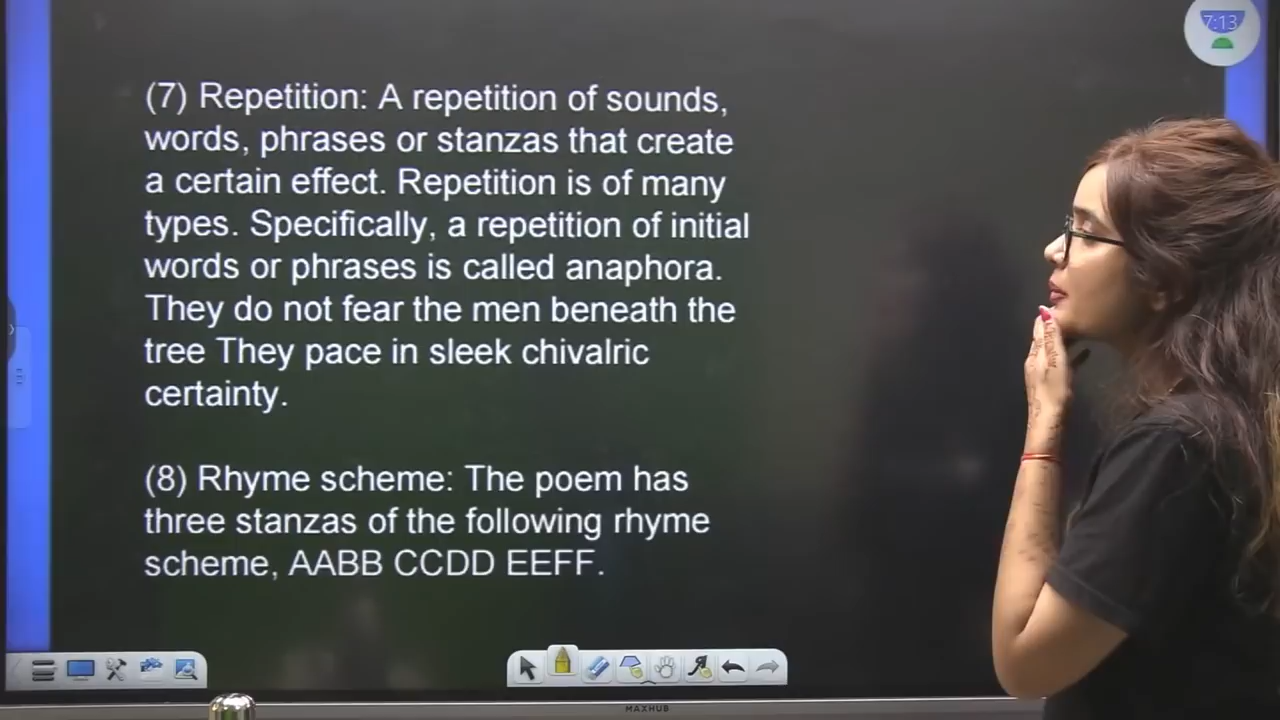 7:13
(7) Repetition: A repetition of sounds,
words, phrases or stanzas that create
a certain effect. Repetition is of many
types. Specifically, a repetition of initial
words or phrases is called anaphora.
They do not fear the men beneath the
tree They pace in sleek chivalric
certainty.
(8) Rhyme scheme: The poem has
three stanzas of the following rhyme
scheme, AABB CCDD EEFF.
MAXHUB